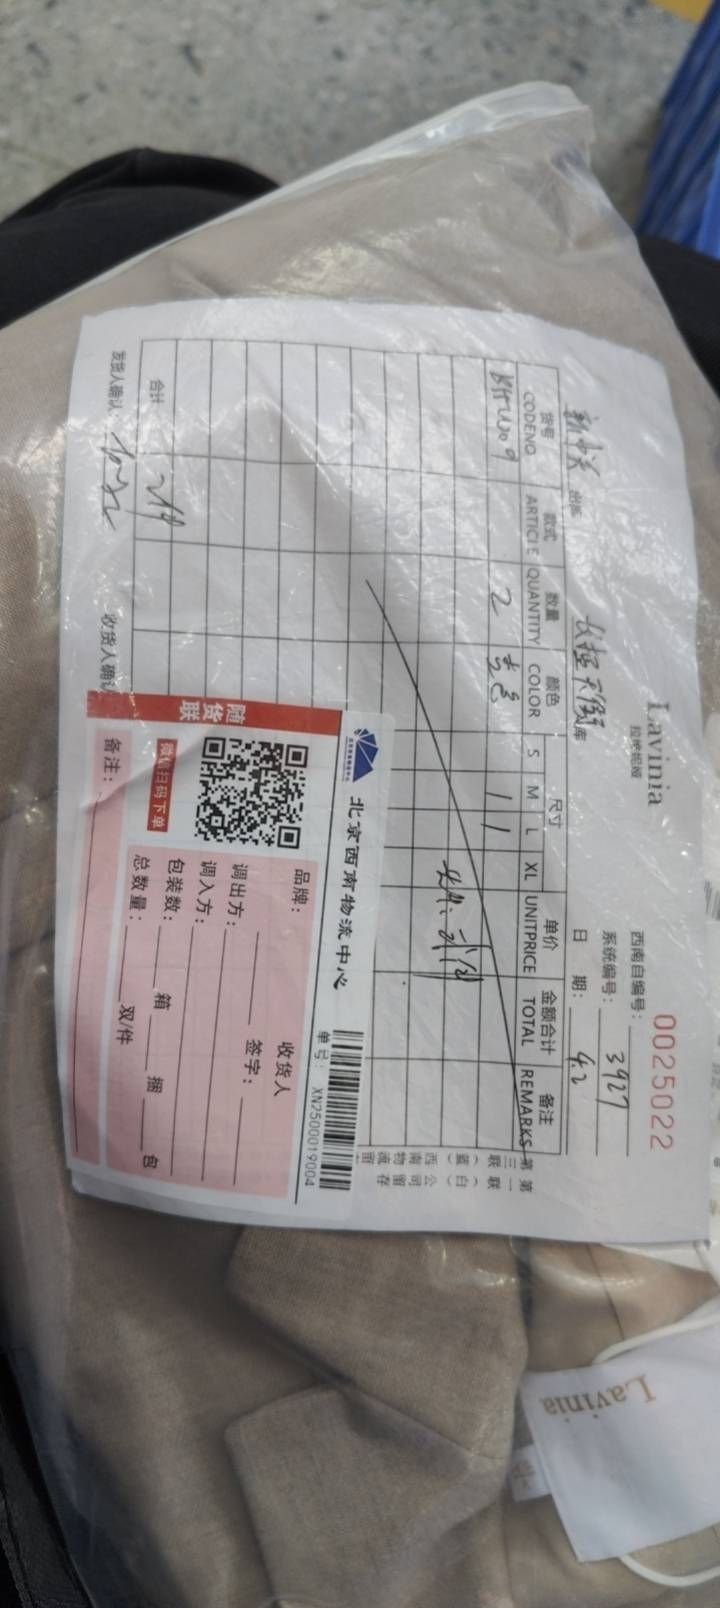 Lavinia
拉维妮娅
0025022
西南自编号:
系统编号: 3927
出库
库
日 期: 4.2
货号 款式 数量 颜色 尺寸 单价 金额合计 备注
CODENO ARTICLE QUANTITY COLOR S M L XL UNITPRICE TOTAL REMARKS
2 1 1
合计 2件
发货人确认:
收货人确认
随货联
北京西南物流中心
单号: XN2500019004
微信扫码下单
品牌:
收货人
调出方: 签字:
调入方:
包装数: 箱 捆 包
总数量: 双/件
备注:
Lavinia